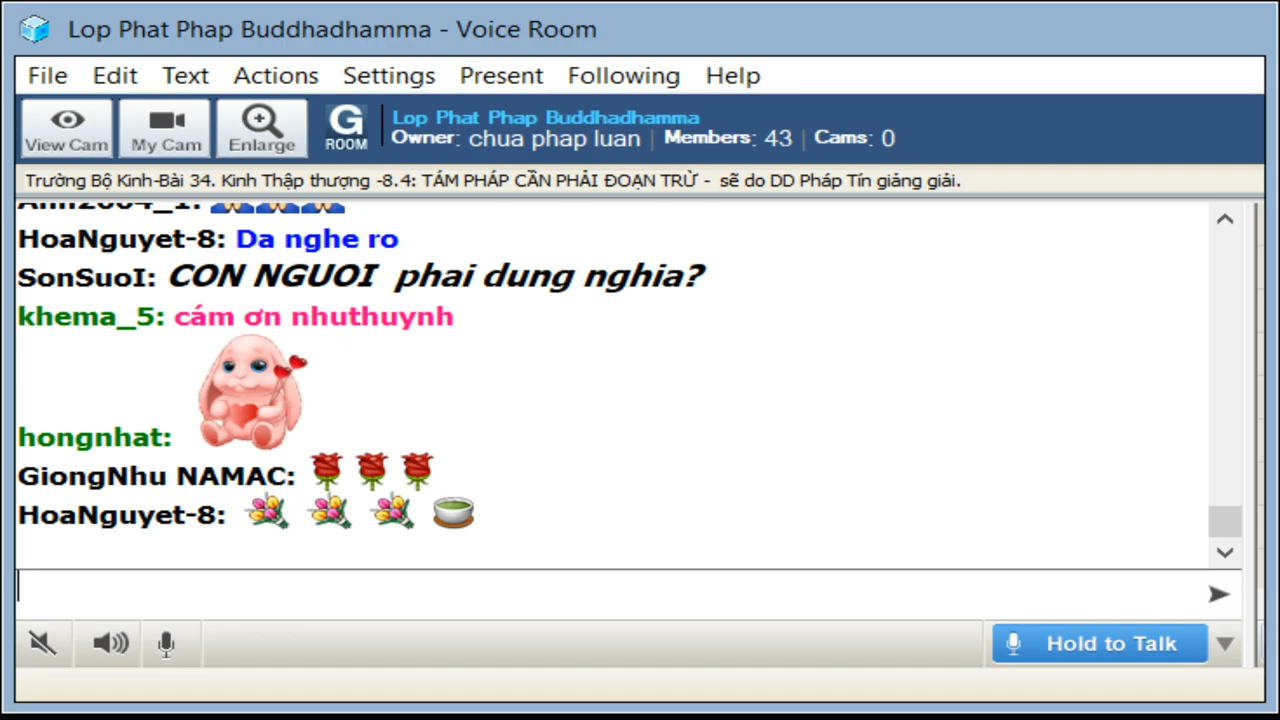 Lop Phat Phap Buddhadhamma - Voice Room
File Edit Text Actions Settings Present Following Help
View Cam My Cam Enlarge G ROOM
Lop Phat Phap Buddhadhamma
Owner: chua phap luan | Members: 43 | Cams: 0
Trường Bộ Kinh-Bài 34. Kinh Thập thượng -8.4: TÁM PHÁP CẦN PHẢI ĐOẠN TRỪ - sẽ do DD Pháp Tín giảng giải.
HoaNguyet-8: Da nghe ro
SonSuoI: CON NGUOI phai dung nghia?
khema_5: cám ơn nhuthuynh
hongnhat:
GiongNhu NAMAC:
HoaNguyet-8:
Hold to Talk